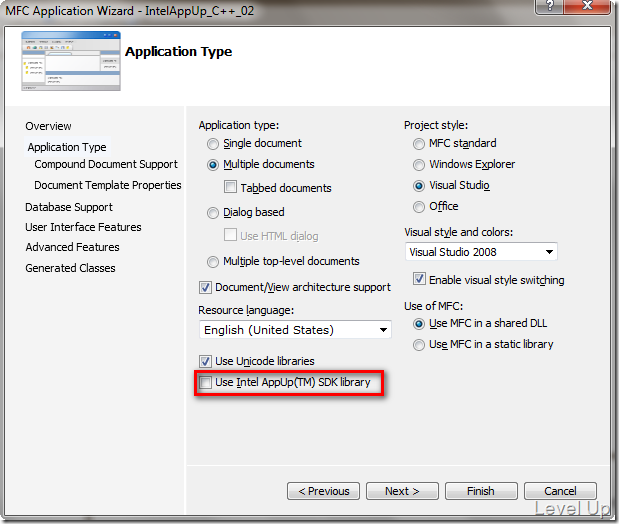 MFC Application Wizard - IntelAppUp_C++_02
Application Type
Overview
Application Type
Compound Document Support
Document Template Properties
Database Support
User Interface Features
Advanced Features
Generated Classes
Application type:
Single document
Multiple documents
Tabbed documents
Dialog based
Use HTML dialog
Multiple top-level documents
Document/View architecture support
Resource language:
English (United States)
Use Unicode libraries
Use Intel AppUp(TM) SDK library
Project style:
MFC standard
Windows Explorer
Visual Studio
Office
Visual style and colors:
Visual Studio 2008
Enable visual style switching
Use of MFC:
Use MFC in a shared DLL
Use MFC in a static library
< Previous
Next >
Finish
Cancel
Level Up